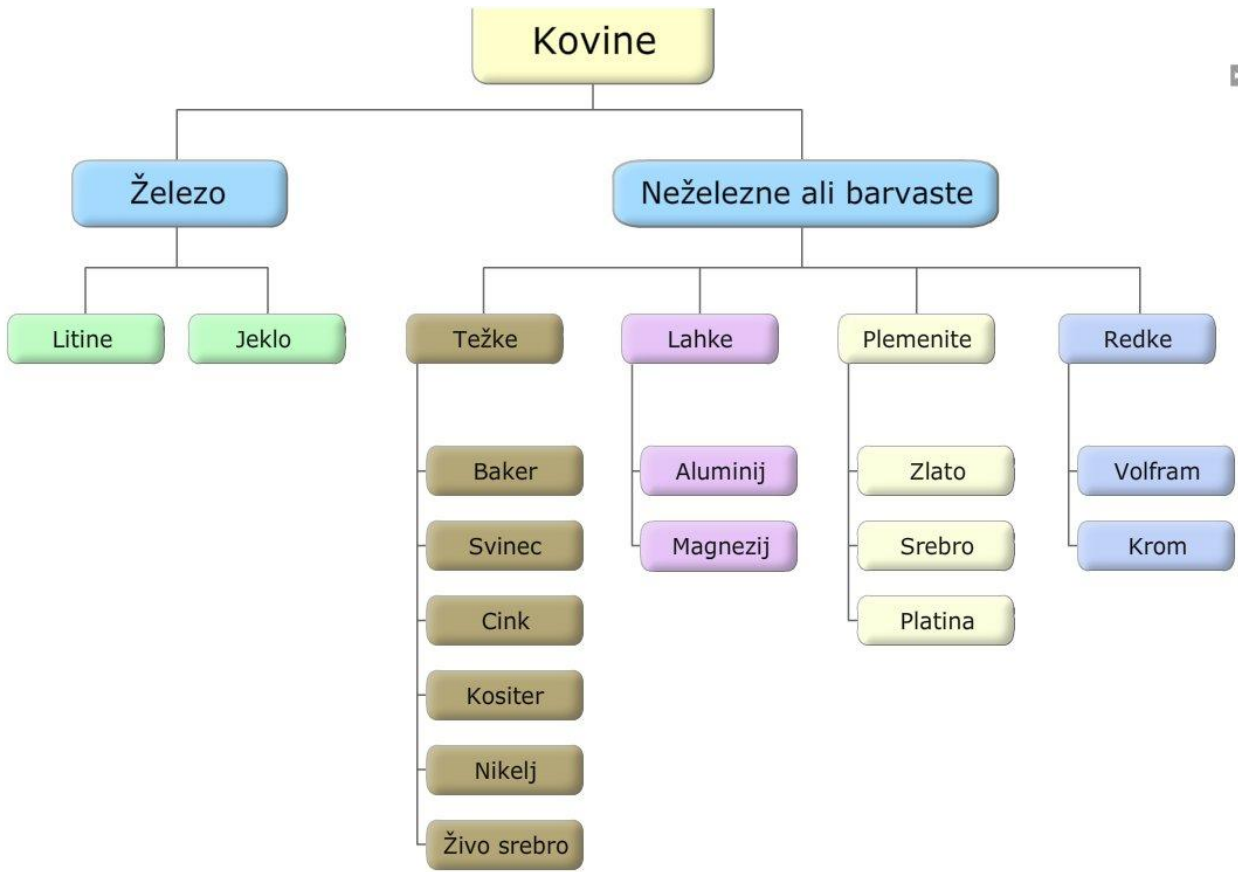 Kovine
Železo
Neželezne ali barvaste
Litine
Jeklo
Težke
Lahke
Plemenite
Redke
Baker
Aluminij
Zlato
Volfram
Svinec
Magnezij
Srebro
Krom
Cink
Platina
Kositer
Nikelj
Živo srebro